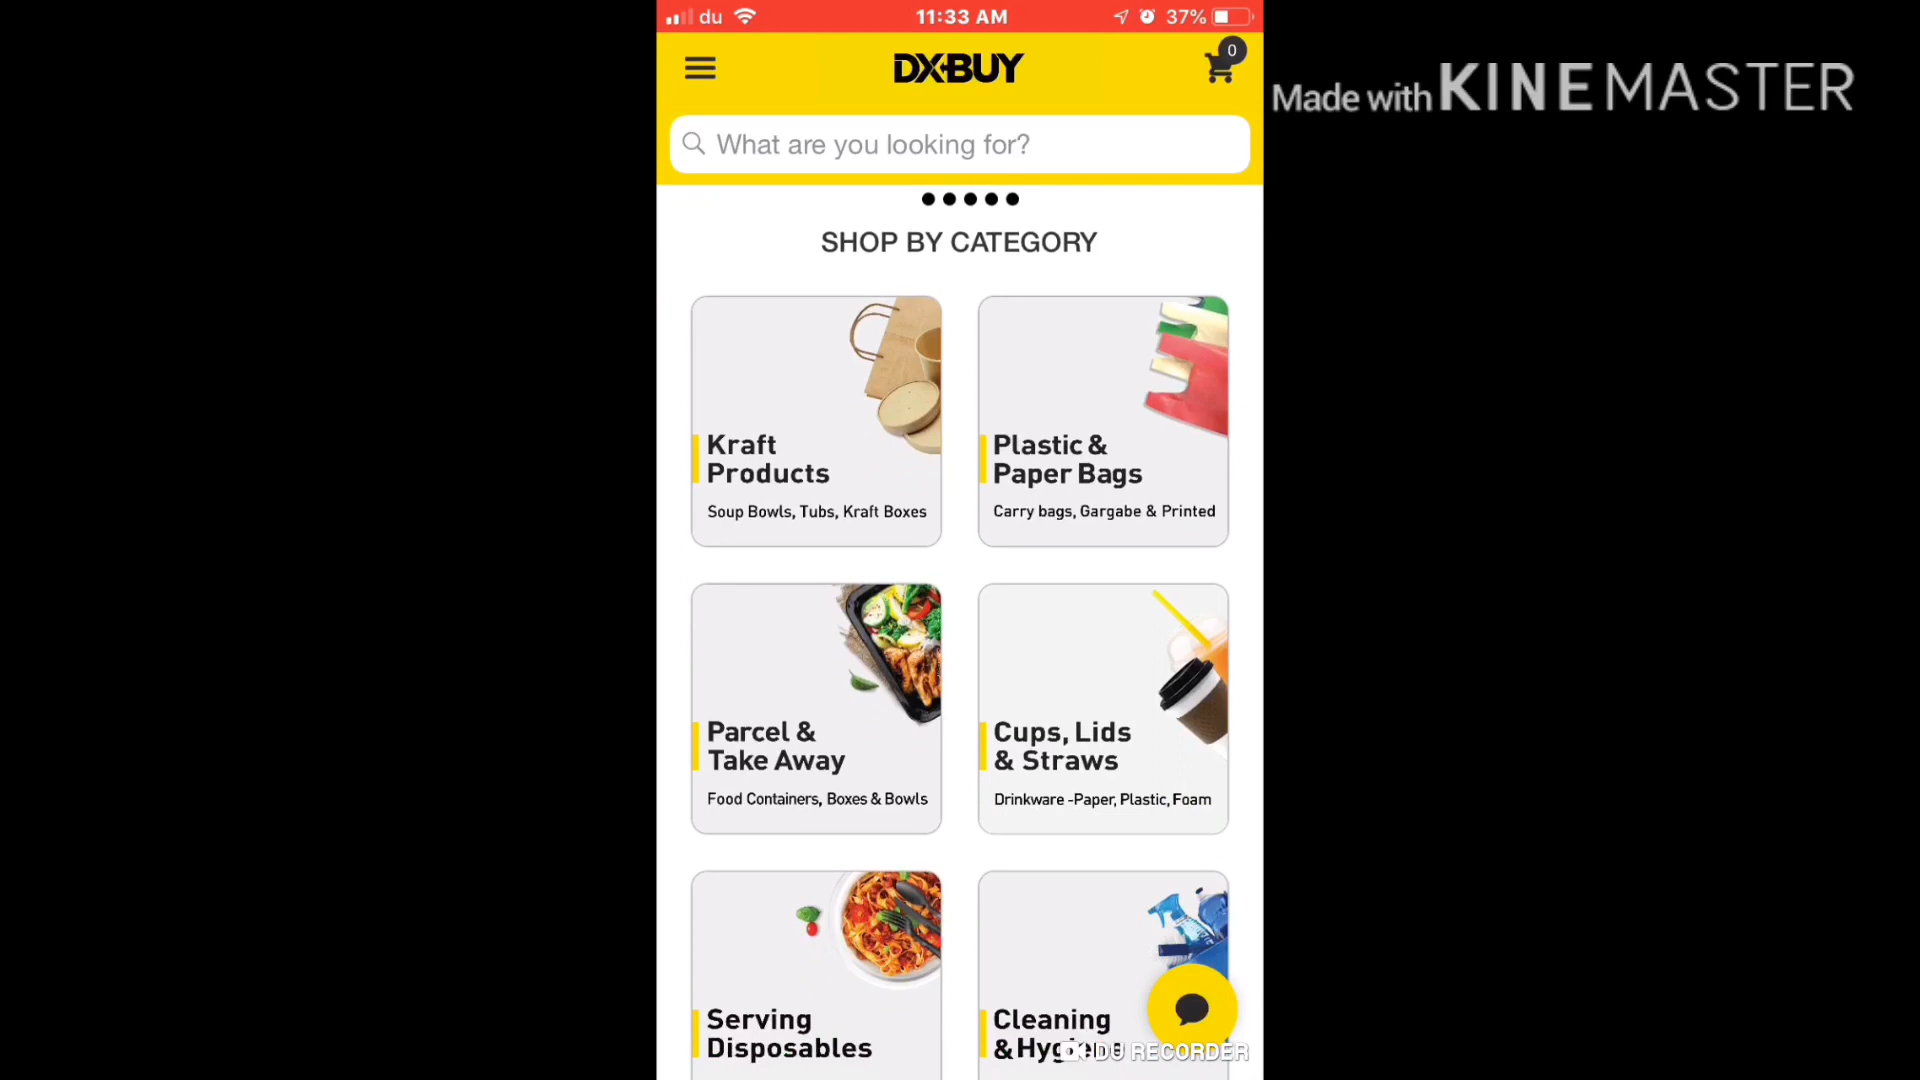 du 11:33 AM 37%
DXBUY
0
Made with KINEMASTER
What are you looking for?
SHOP BY CATEGORY
Kraft
Products
Soup Bowls, Tubs, Kraft Boxes
Plastic &
Paper Bags
Carry bags, Gargabe & Printed
Parcel &
Take Away
Food Containers, Boxes & Bowls
Cups, Lids
& Straws
Drinkware -Paper, Plastic, Foam
Serving
Disposables
Cleaning
& Hygiene
DU RECORDER